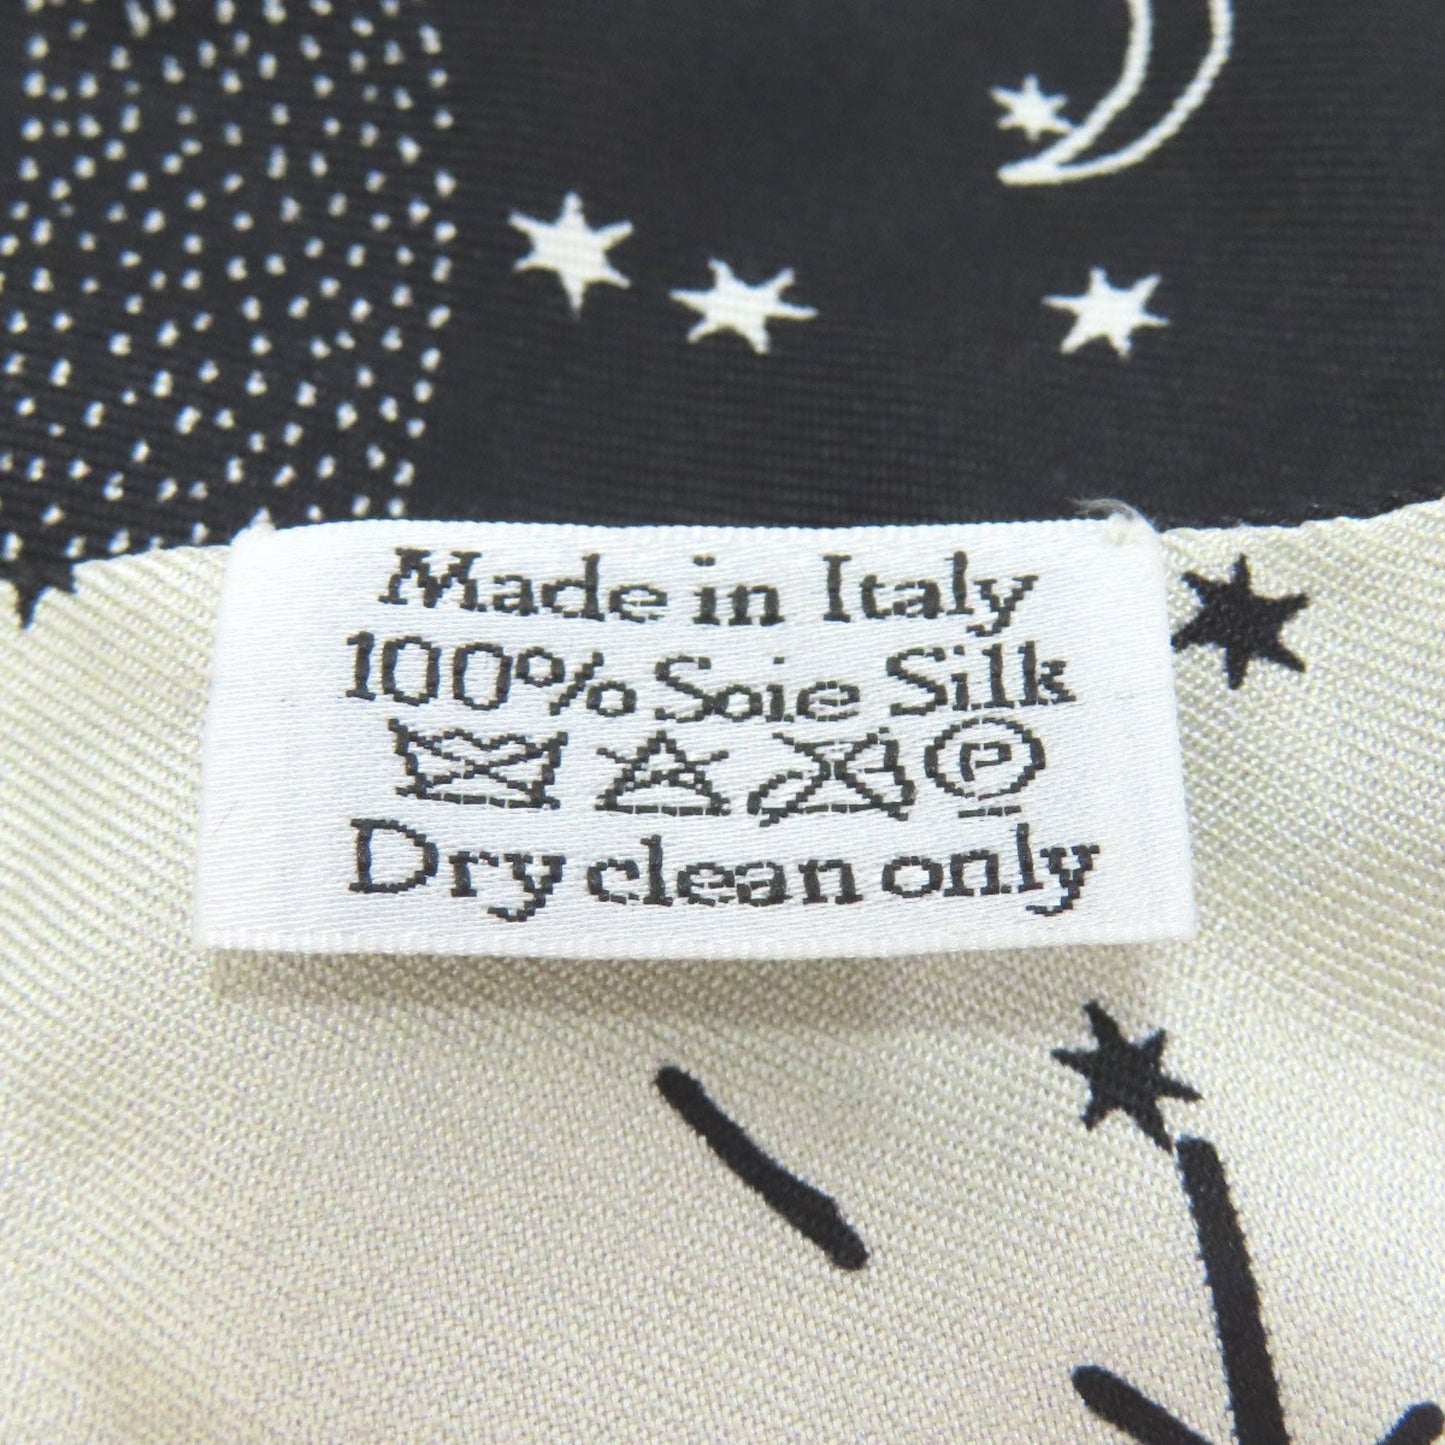 Made in Italy
100% Soie Silk
P
Dry clean only